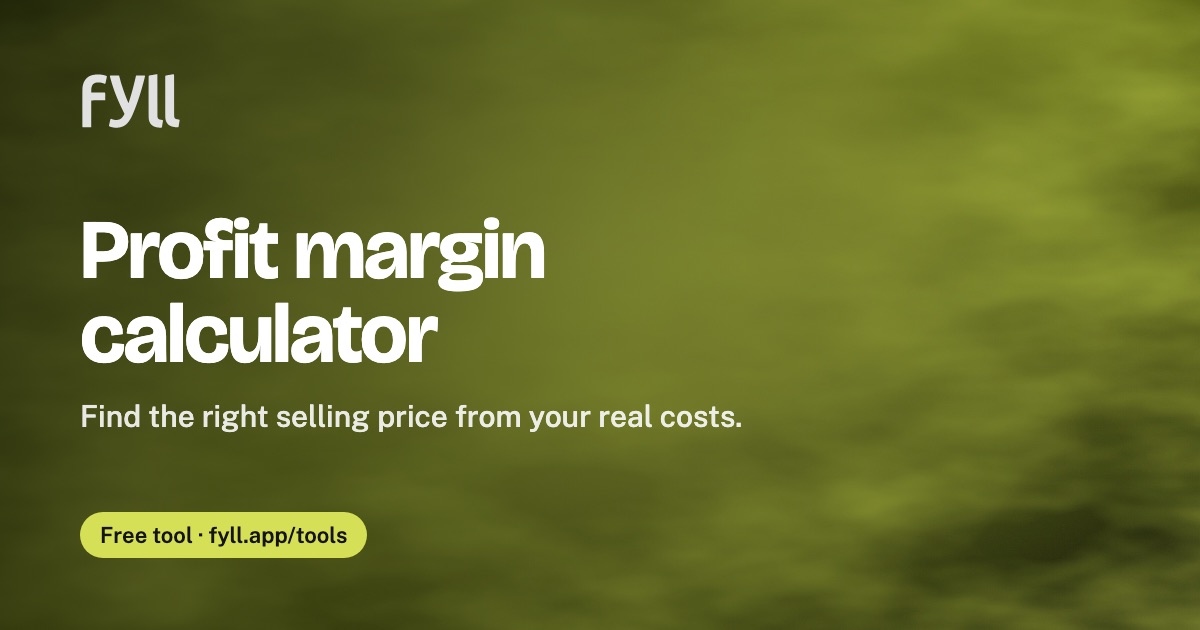 fyll
Profit margin
calculator
Find the right selling price from your real costs.
Free tool · fyll.app/tools